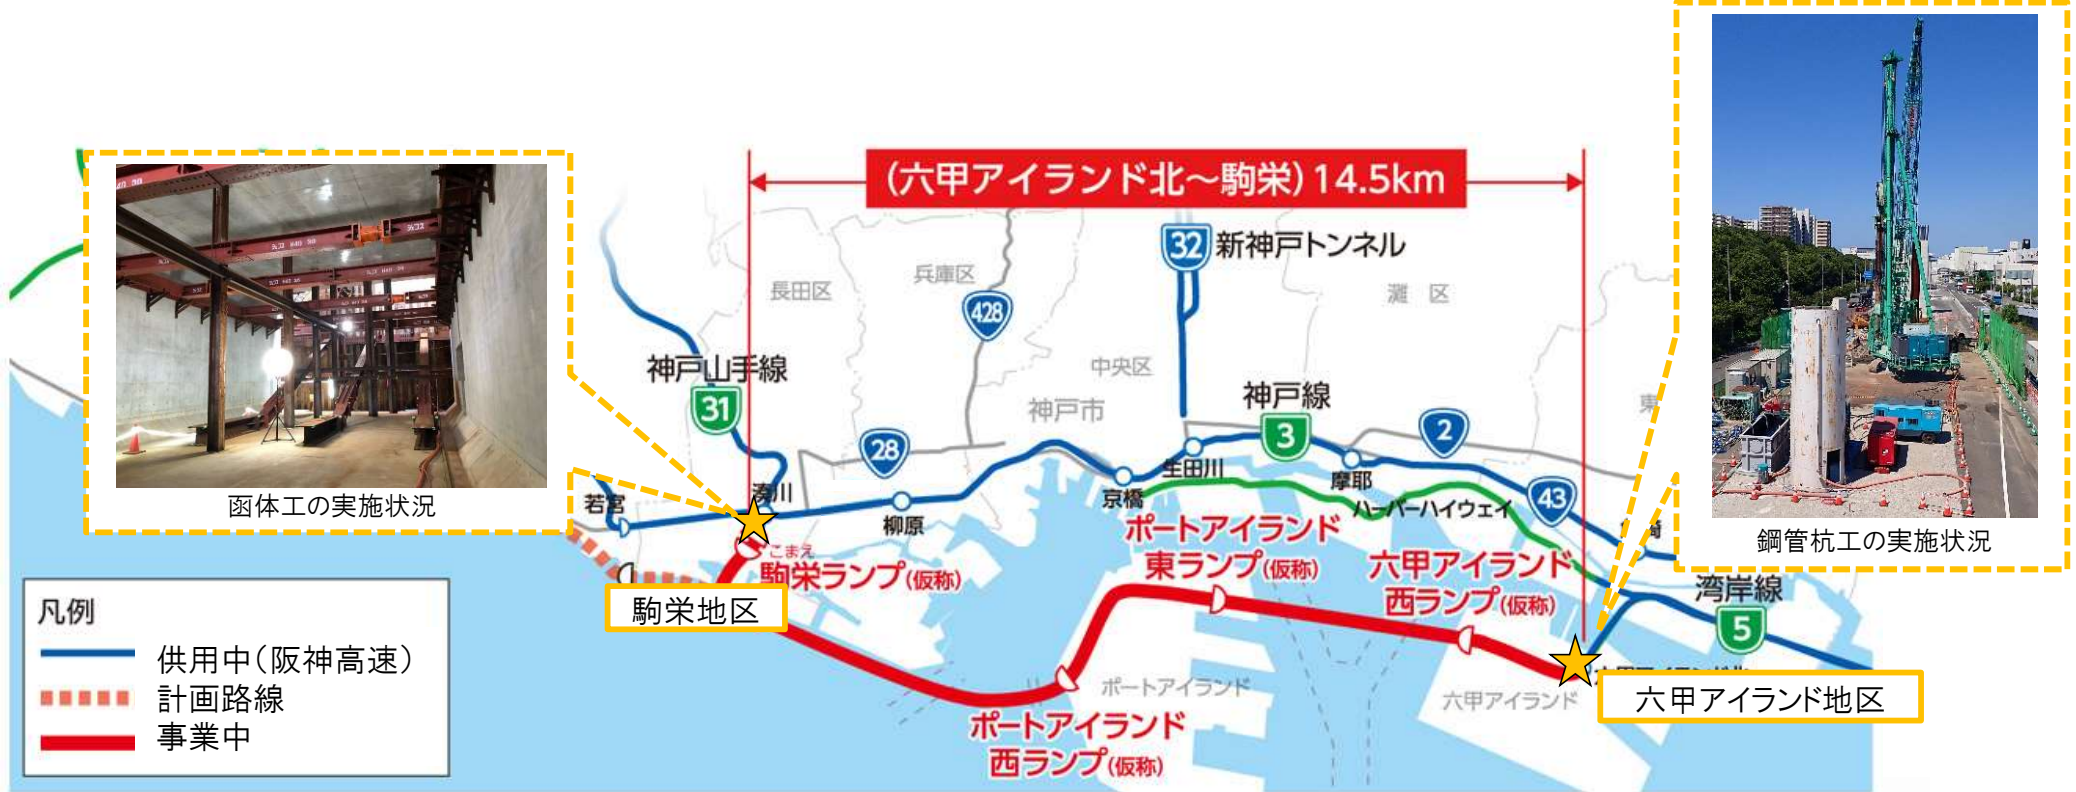 (六甲アイランド北～駒栄)14.5km
32
新神戸トンネル
長田区
兵庫区
灘 区
428
神戸山手線
31
中央区
神戸市
神戸線
3
2
28
43
若宮
湊川
柳原
京橋
生田川
摩耶
ハーバーハイウェイ
こまえ
駒栄ランプ(仮称)
ポートアイランド
東ランプ(仮称)
六甲アイランド
西ランプ(仮称)
湾岸線
5
駒栄地区
ポートアイランド
六甲アイランド
六甲アイランド地区
ポートアイランド
西ランプ(仮称)
函体工の実施状況
鋼管杭工の実施状況
凡例
供用中(阪神高速)
計画路線
事業中